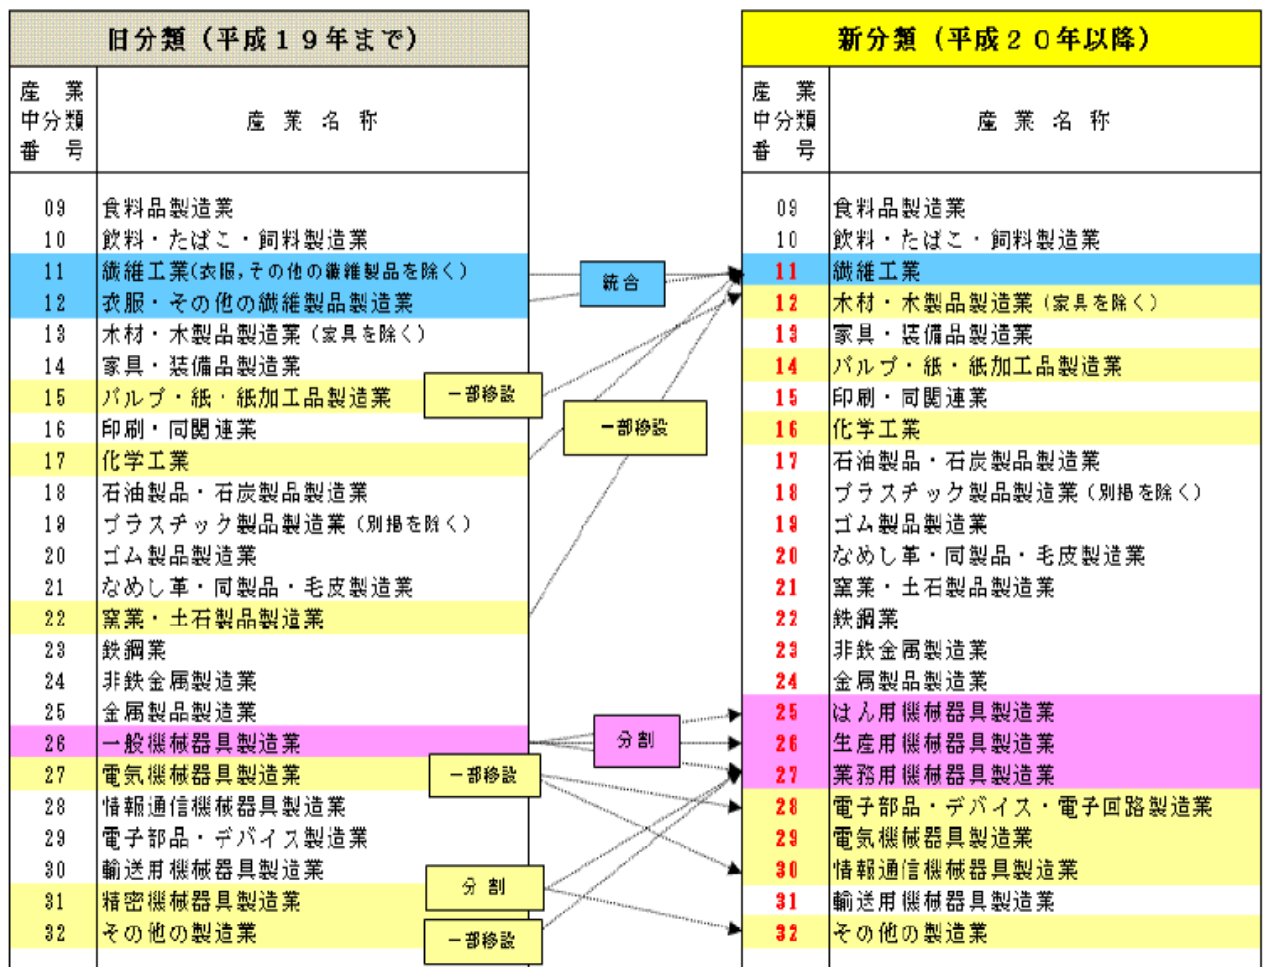 旧分類（平成１９年まで）
産業中分類番号
産業名称
09 食料品製造業
10 飲料・たばこ・飼料製造業
11 繊維工業(衣服,その他の繊維製品を除く)
12 衣服・その他の繊維製品製造業
13 木材・木製品製造業（家具を除く）
14 家具・装備品製造業
15 パルプ・紙・紙加工品製造業
16 印刷・同関連業
17 化学工業
18 石油製品・石炭製品製造業
19 プラスチック製品製造業（別掲を除く）
20 ゴム製品製造業
21 なめし革・同製品・毛皮製造業
22 窯業・土石製品製造業
23 鉄鋼業
24 非鉄金属製造業
25 金属製品製造業
26 一般機械器具製造業
27 電気機械器具製造業
28 情報通信機械器具製造業
29 電子部品・デバイス製造業
30 輸送用機械器具製造業
31 精密機械器具製造業
32 その他の製造業
統合
一部移設
一部移設
分割
一部移設
分割
一部移設
新分類（平成２０年以降）
産業中分類番号
産業名称
09 食料品製造業
10 飲料・たばこ・飼料製造業
11 繊維工業
12 木材・木製品製造業（家具を除く）
13 家具・装備品製造業
14 パルプ・紙・紙加工品製造業
15 印刷・同関連業
16 化学工業
17 石油製品・石炭製品製造業
18 プラスチック製品製造業（別掲を除く）
19 ゴム製品製造業
20 なめし革・同製品・毛皮製造業
21 窯業・土石製品製造業
22 鉄鋼業
23 非鉄金属製造業
24 金属製品製造業
25 はん用機械器具製造業
26 生産用機械器具製造業
27 業務用機械器具製造業
28 電子部品・デバイス・電子回路製造業
29 電気機械器具製造業
30 情報通信機械器具製造業
31 輸送用機械器具製造業
32 その他の製造業